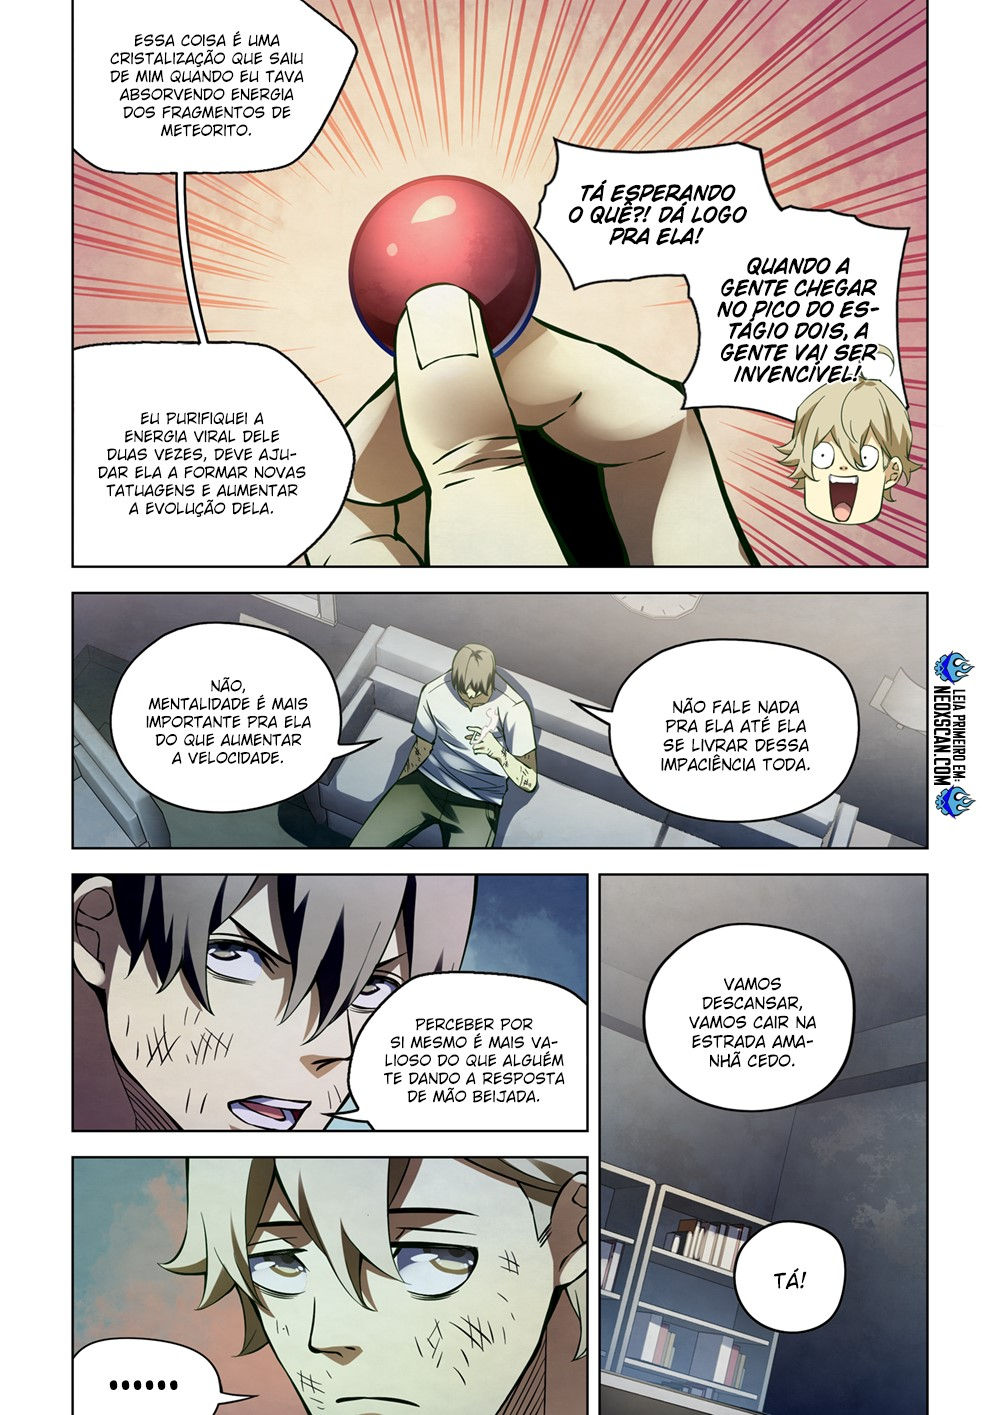 ESSA COISA É UMA
CRISTALIZAÇÃO QUE SAIU
DE MIM QUANDO EU TAVA
ABSORVENDO ENERGIA
DOS FRAGMENTOS DE
METEORITO.
TÁ ESPERANDO
O QUÊ?! DÁ LOGO
PRA ELA!
QUANDO A
GENTE CHEGAR
NO PICO DO ES-
TÁGIO DOIS, A
GENTE VAI SER
INVENCÍVEL!
EU PURIFIQUEI A
ENERGIA VIRAL DELE
DUAS VEZES, DEVE AJU-
DAR ELA A FORMAR NOVAS
TATUAGENS E AUMENTAR
A EVOLUÇÃO DELA.
NÃO,
MENTALIDADE É MAIS
IMPORTANTE PRA ELA
DO QUE AUMENTAR
A VELOCIDADE.
NÃO FALE NADA
PRA ELA ATÉ ELA
SE LIVRAR DESSA
IMPACIÊNCIA TODA.
LEIA PRIMEIRO EM:
NEOXSCAN.COM
PERCEBER POR
SI MESMO É MAIS VA-
LIOSO DO QUE ALGUÉM
TE DANDO A RESPOSTA
DE MÃO BEIJADA.
VAMOS
DESCANSAR,
VAMOS CAIR NA
ESTRADA AMA-
NHÃ CEDO.
TÁ!
......